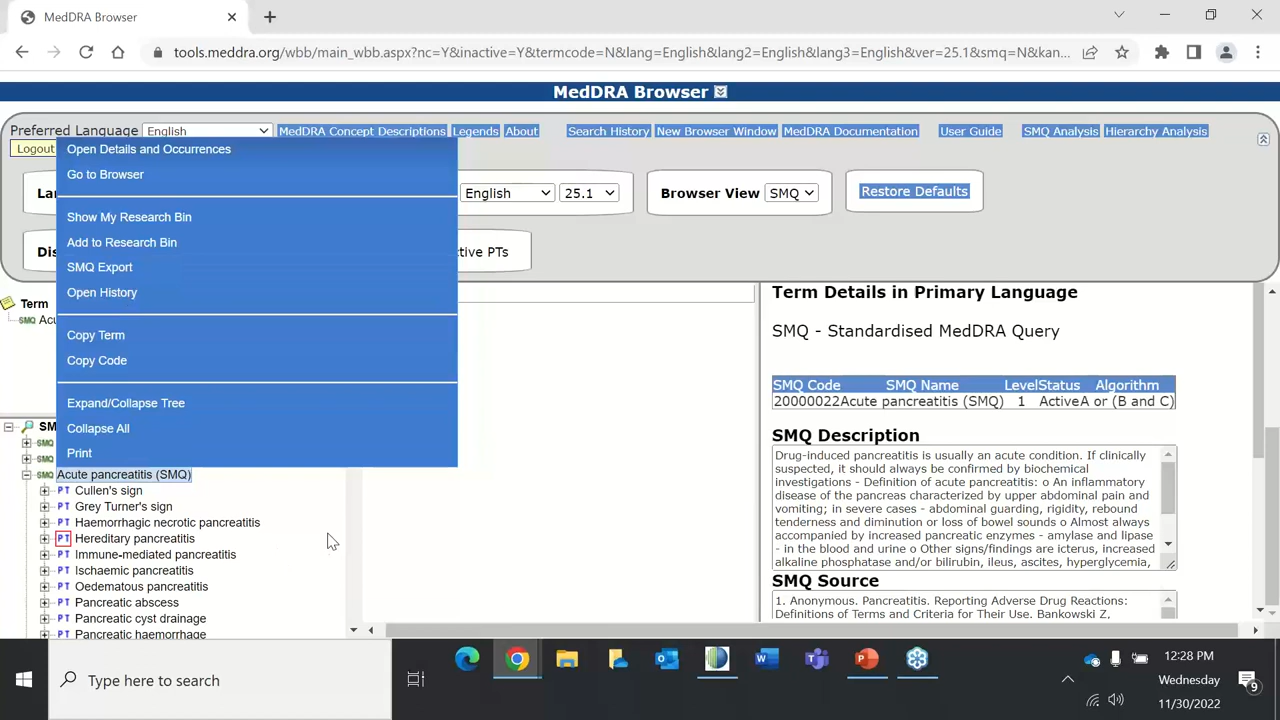 MedDRA Browser
tools.meddra.org/wbb/main_wbb.aspx?nc=Y&inactive=Y&termcode=N&lang=English&lang2=English&lang3=English&ver=25.1&smq=N&kan...
MedDRA Browser
Preferred Language English MedDRA Concept Descriptions Legends About Search History New Browser Window MedDRA Documentation User Guide SMQ Analysis Hierarchy Analysis
Logout
Open Details and Occurrences
Go to Browser
Show My Research Bin
Add to Research Bin
SMQ Export
Open History
Copy Term
Copy Code
Expand/Collapse Tree
Collapse All
Print
La English 25.1 Browser View SMQ Restore Defaults
Dis ctive PTs
Term
SMQ Acu
SM
SMQ
SMQ
SMQ Acute pancreatitis (SMQ)
PT Cullen's sign
PT Grey Turner's sign
PT Haemorrhagic necrotic pancreatitis
PT Hereditary pancreatitis
PT Immune-mediated pancreatitis
PT Ischaemic pancreatitis
PT Oedematous pancreatitis
PT Pancreatic abscess
PT Pancreatic cyst drainage
PT Pancreatic haemorrhage
Term Details in Primary Language
SMQ - Standardised MedDRA Query
SMQ Code SMQ Name Level Status Algorithm
20000022 Acute pancreatitis (SMQ) 1 Active A or (B and C)
SMQ Description
Drug-induced pancreatitis is usually an acute condition. If clinically
suspected, it should always be confirmed by biochemical
investigations - Definition of acute pancreatitis: o An inflammatory
disease of the pancreas characterized by upper abdominal pain and
vomiting; in severe cases - abdominal guarding, rigidity, rebound
tenderness and diminution or loss of bowel sounds o Almost always
accompanied by increased pancreatic enzymes - amylase and lipase
- in the blood and urine o Other signs/findings are icterus, increased
alkaline phosphatase and/or bilirubin, ileus, ascites, hyperglycemia,
SMQ Source
1. Anonymous. Pancreatitis. Reporting Adverse Drug Reactions:
Definitions of Terms and Criteria for Their Use. Bankowski Z,
Type here to search
12:28 PM
Wednesday
11/30/2022
9